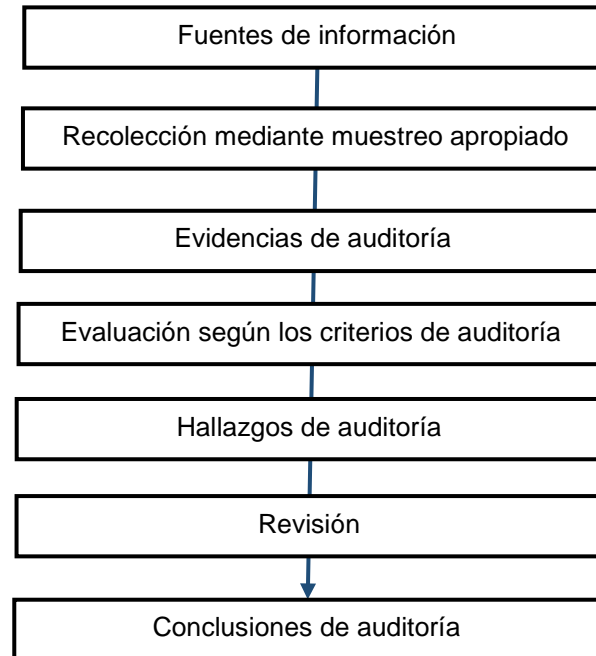 Fuentes de información
Recolección mediante muestreo apropiado
Evidencias de auditoría
Evaluación según los criterios de auditoría
Hallazgos de auditoría
Revisión
Conclusiones de auditoría